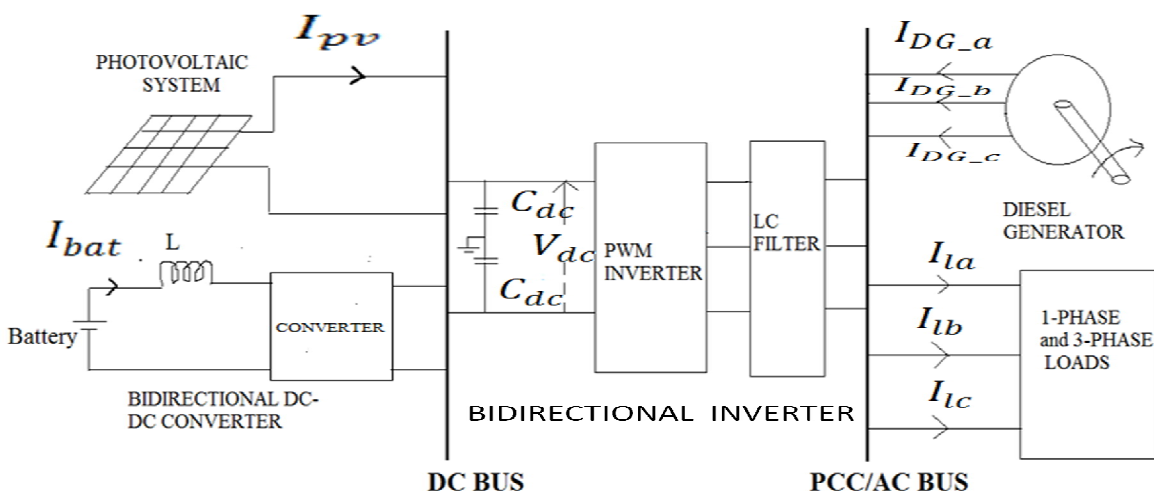 I_pv
PHOTOVOLTAIC
SYSTEM
I_bat
L
Battery
CONVERTER
BIDIRECTIONAL DC-
DC CONVERTER
DC BUS
C_dc
V_dc
C_dc
PWM
INVERTER
LC
FILTER
BIDIRECTIONAL INVERTER
PCC/AC BUS
I_DG_a
I_DG_b
I_DG_c
DIESEL
GENERATOR
I_la
I_lb
I_lc
1-PHASE
and 3-PHASE
LOADS